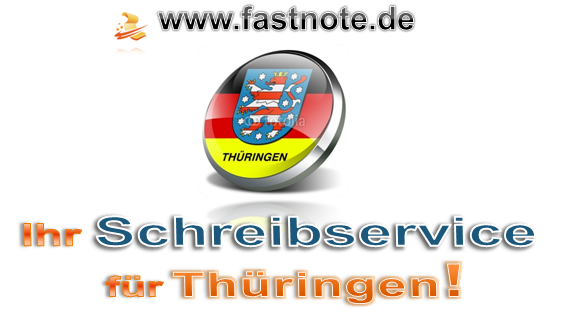 www.fastnote.de
THÜRINGEN
Ihr Schreibservice
für Thüringen!